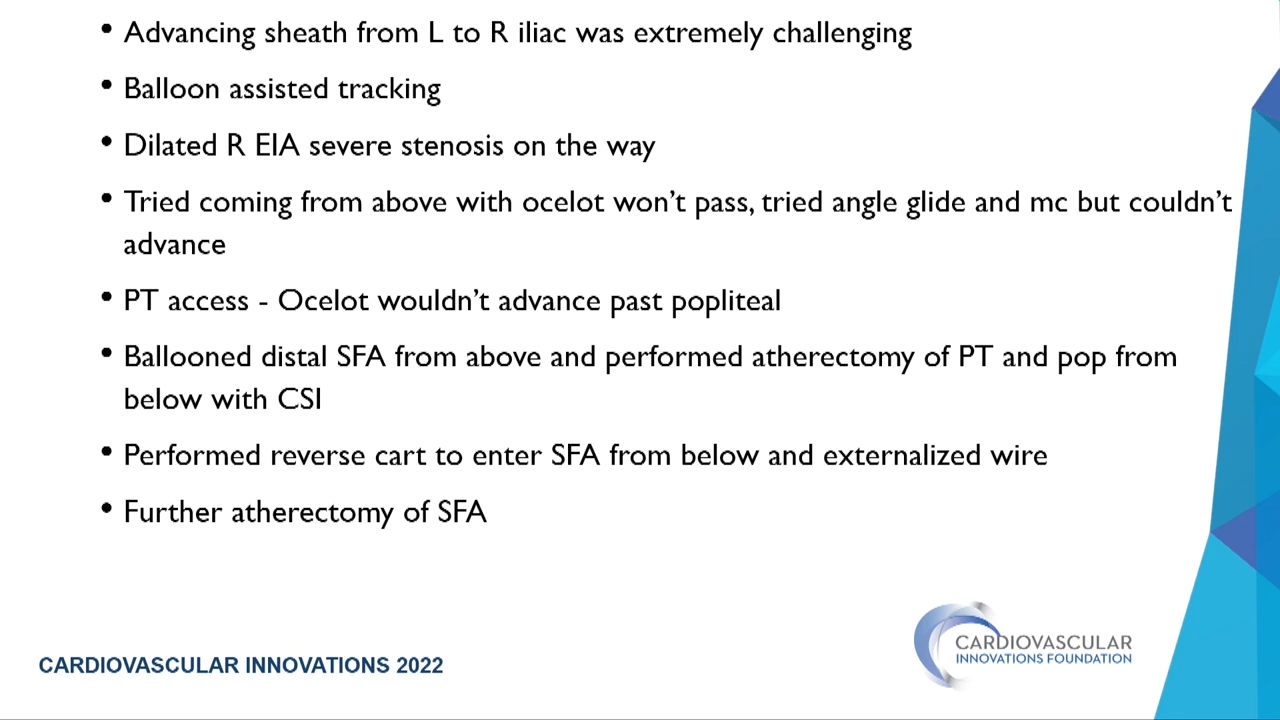 • Advancing sheath from L to R iliac was extremely challenging
• Balloon assisted tracking
• Dilated R EIA severe stenosis on the way
• Tried coming from above with ocelot won’t pass, tried angle glide and mc but couldn’t
advance
• PT access - Ocelot wouldn’t advance past popliteal
• Ballooned distal SFA from above and performed atherectomy of PT and pop from
below with CSI
• Performed reverse cart to enter SFA from below and externalized wire
• Further atherectomy of SFA
CARDIOVASCULAR INNOVATIONS 2022
CARDIOVASCULAR
INNOVATIONS FOUNDATION